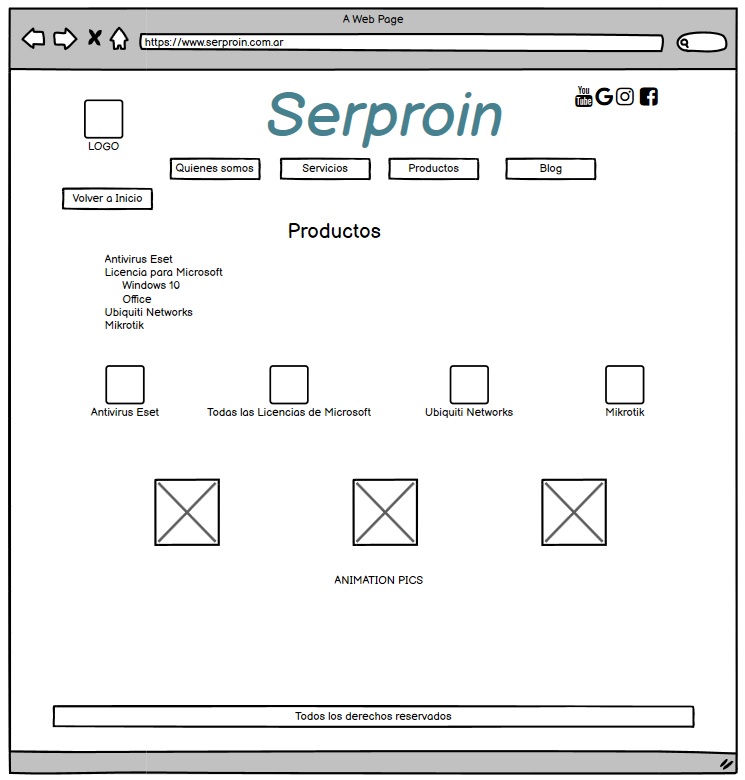 A Web Page
https://www.serproin.com.ar
Serproin
You
Tube
G
LOGO
Quienes somos
Servicios
Productos
Blog
Volver a Inicio
Productos
Antivirus Eset
Licencia para Microsoft
Windows 10
Office
Ubiquiti Networks
Mikrotik
Antivirus Eset
Todas las Licencias de Microsoft
Ubiquiti Networks
Mikrotik
ANIMATION PICS
Todos los derechos reservados